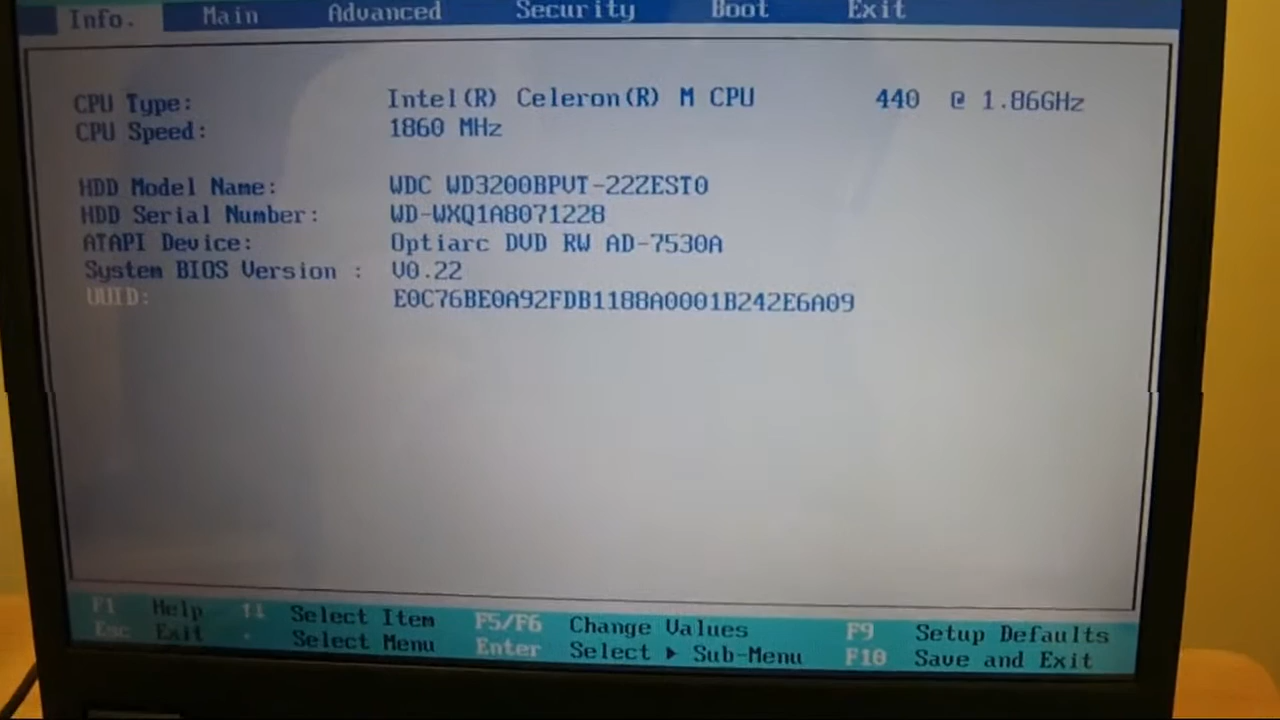 Info. Main Advanced Security Boot Exit
CPU Type: Intel(R) Celeron(R) M CPU 440 @ 1.86GHz
CPU Speed: 1860 MHz
HDD Model Name: WDC WD3200BPVT-22ZEST0
HDD Serial Number: WD-WXQ1A8071228
ATAPI Device: Optiarc DVD RW AD-7530A
System BIOS Version : V0.22
UUID: E0C76BE0A92FDB1188A0001B242E6A09
F1 Help ↑↓ Select Item F5/F6 Change Values F9 Setup Defaults
Esc Exit Select Menu Enter Select ▶ Sub-Menu F10 Save and Exit